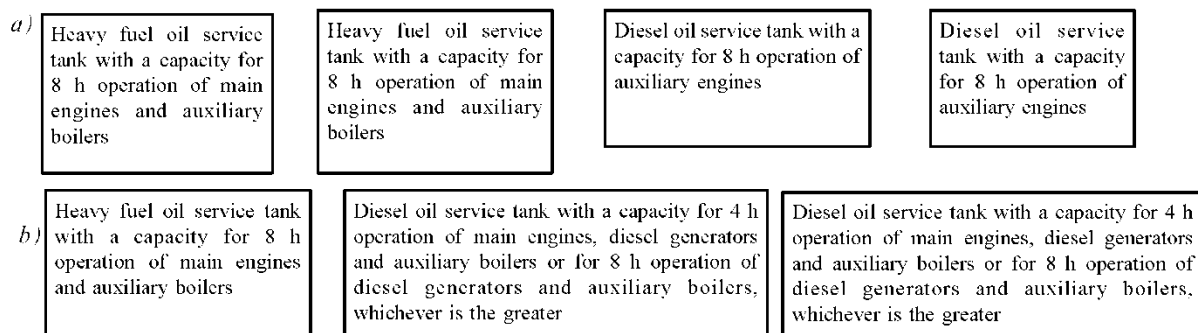 a)
Heavy fuel oil service
tank with a capacity for
8 h operation of main
engines and auxiliary
boilers
Heavy fuel oil service
tank with a capacity for
8 h operation of main
engines and auxiliary
boilers
Diesel oil service tank with a
capacity for 8 h operation of
auxiliary engines
Diesel oil service
tank with a capacity
for 8 h operation of
auxiliary engines
b)
Heavy fuel oil service tank
with a capacity for 8 h
operation of main engines
and auxiliary boilers
Diesel oil service tank with a capacity for 4 h
operation of main engines, diesel generators
and auxiliary boilers or for 8 h operation of
diesel generators and auxiliary boilers,
whichever is the greater
Diesel oil service tank with a capacity for 4 h
operation of main engines, diesel generators
and auxiliary boilers or for 8 h operation of
diesel generators and auxiliary boilers,
whichever is the greater